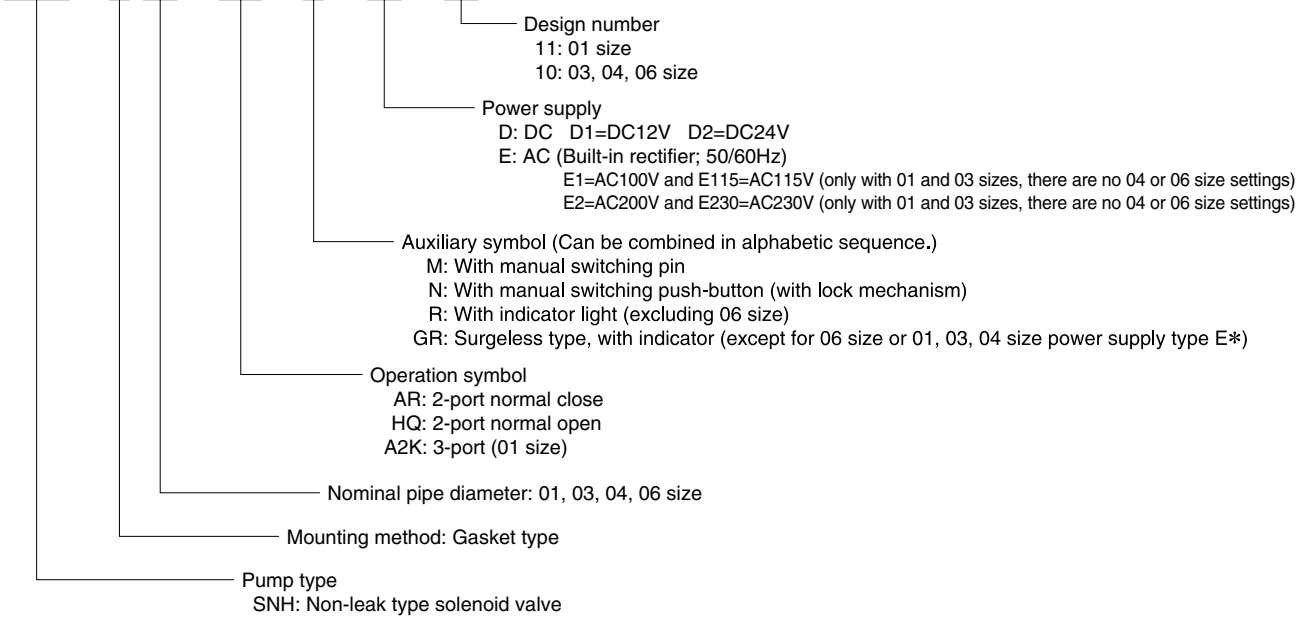 Design number
11: 01 size
10: 03, 04, 06 size
Power supply
D: DC D1=DC12V D2=DC24V
E: AC (Built-in rectifier; 50/60Hz)
E1=AC100V and E115=AC115V (only with 01 and 03 sizes, there are no 04 or 06 size settings)
E2=AC200V and E230=AC230V (only with 01 and 03 sizes, there are no 04 or 06 size settings)
Auxiliary symbol (Can be combined in alphabetic sequence.)
M: With manual switching pin
N: With manual switching push-button (with lock mechanism)
R: With indicator light (excluding 06 size)
GR: Surgeless type, with indicator (except for 06 size or 01, 03, 04 size power supply type E*)
Operation symbol
AR: 2-port normal close
HQ: 2-port normal open
A2K: 3-port (01 size)
Nominal pipe diameter: 01, 03, 04, 06 size
Mounting method: Gasket type
Pump type
SNH: Non-leak type solenoid valve